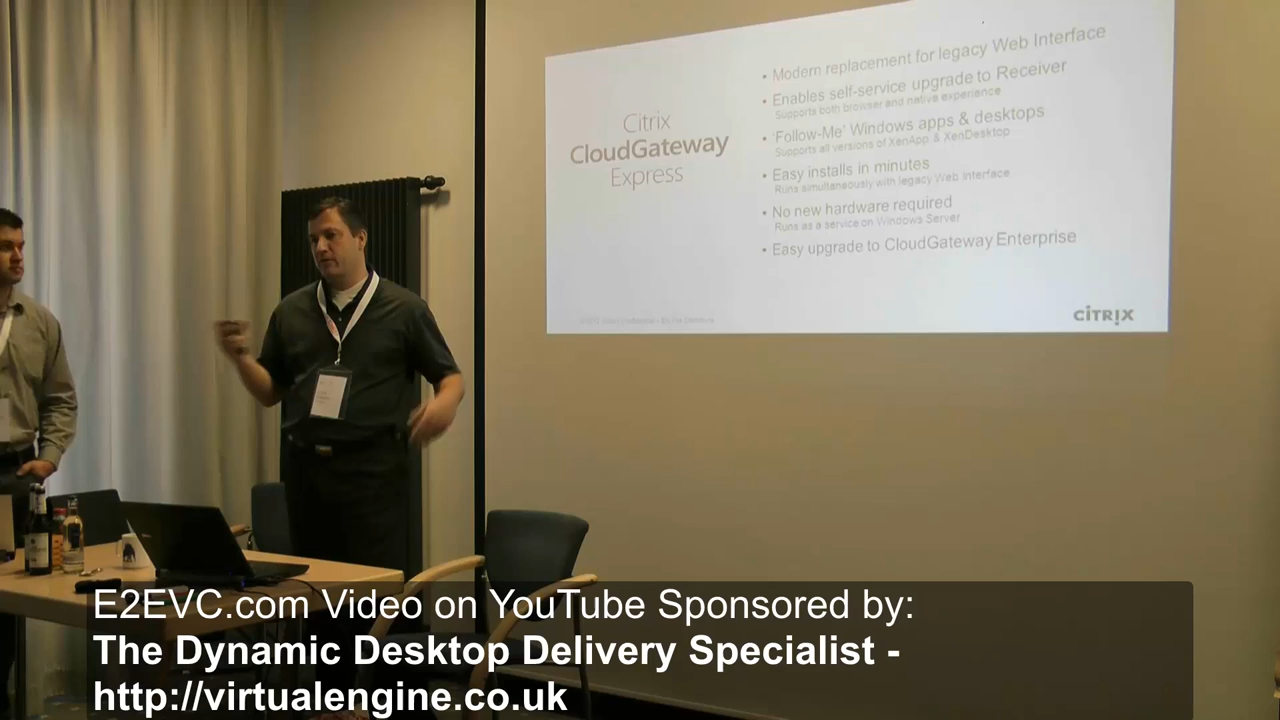 Citrix
CloudGateway
Express
• Modern replacement for legacy Web Interface
• Enables self-service upgrade to Receiver
Supports both browser and native experience
• 'Follow-Me' Windows apps & desktops
Supports all versions of XenApp & XenDesktop
• Easy installs in minutes
Runs simultaneously with legacy Web Interface
• No new hardware required
Runs as a service on Windows Server
• Easy upgrade to CloudGateway Enterprise
CITRIX
E2EVC.com Video on YouTube Sponsored by:
The Dynamic Desktop Delivery Specialist -
http://virtualengine.co.uk